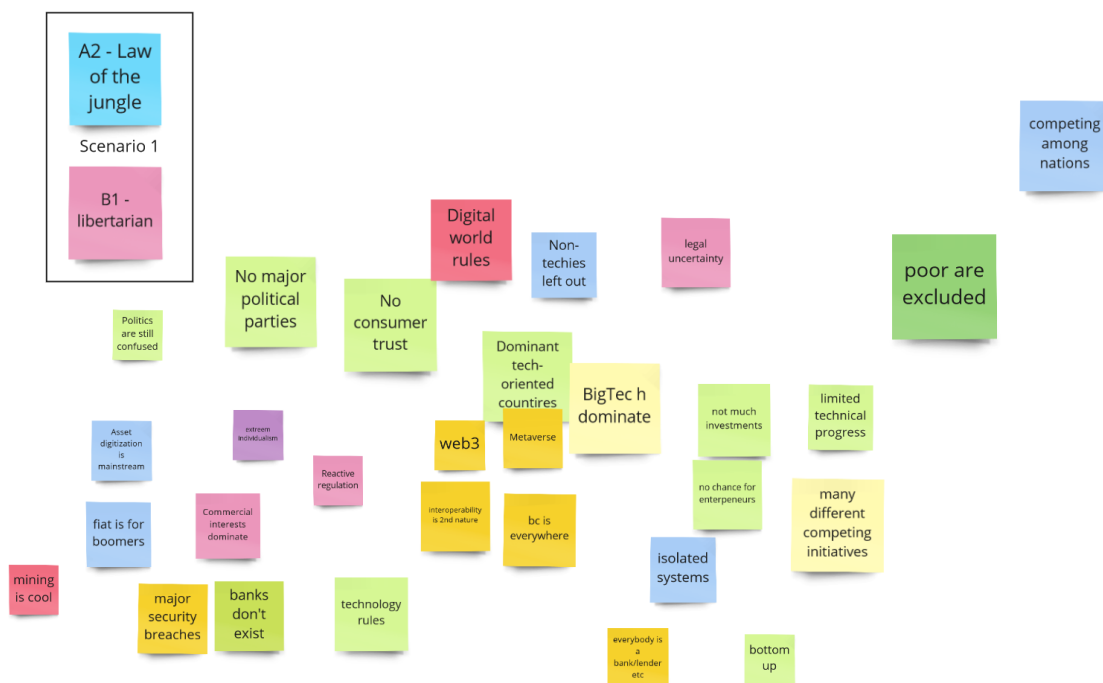 A2 - Law
of the
jungle
Scenario 1
B1 -
libertarian
competing
among
nations
Digital
world
rules
Non-
techies
left out
legal
uncertainty
poor are
excluded
No major
political
parties
No
consumer
trust
Politics
are still
confused
Dominant
tech-
oriented
countires
BigTec h
dominate
not much
investments
limited
technical
progress
Asset
digitization
is
mainstream
extreem
individualism
web3
Metaverse
Reactive
regulation
no chance for
enterpeneurs
many
different
competing
initiatives
fiat is for
boomers
Commercial
interests
dominate
interoperability
is 2nd nature
bc is
everywhere
isolated
systems
mining
is cool
major
security
breaches
banks
don't
exist
technology
rules
everybody is
a
bank/lender
etc
bottom
up